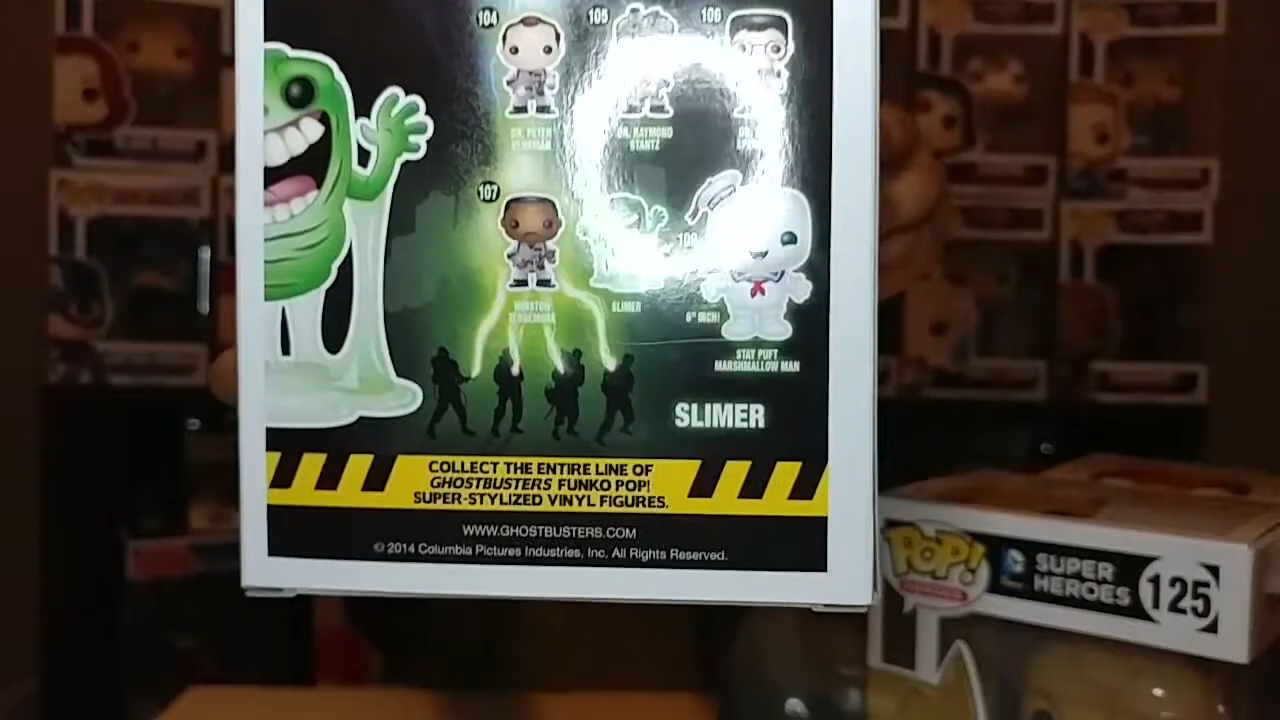 104
105
106
DR. PETER
DR. RAYMOND
STANTZ
107
109
WINSTON
ZEDDEMORE
SLIMER
6" INCH!
STAY PUFT
MARSHMALLOW MAN
SLIMER
COLLECT THE ENTIRE LINE OF
GHOSTBUSTERS FUNKO POP!
SUPER-STYLIZED VINYL FIGURES.
WWW.GHOSTBUSTERS.COM
© 2014 Columbia Pictures Industries, Inc. All Rights Reserved.
POP!
SUPER
HEROES
125